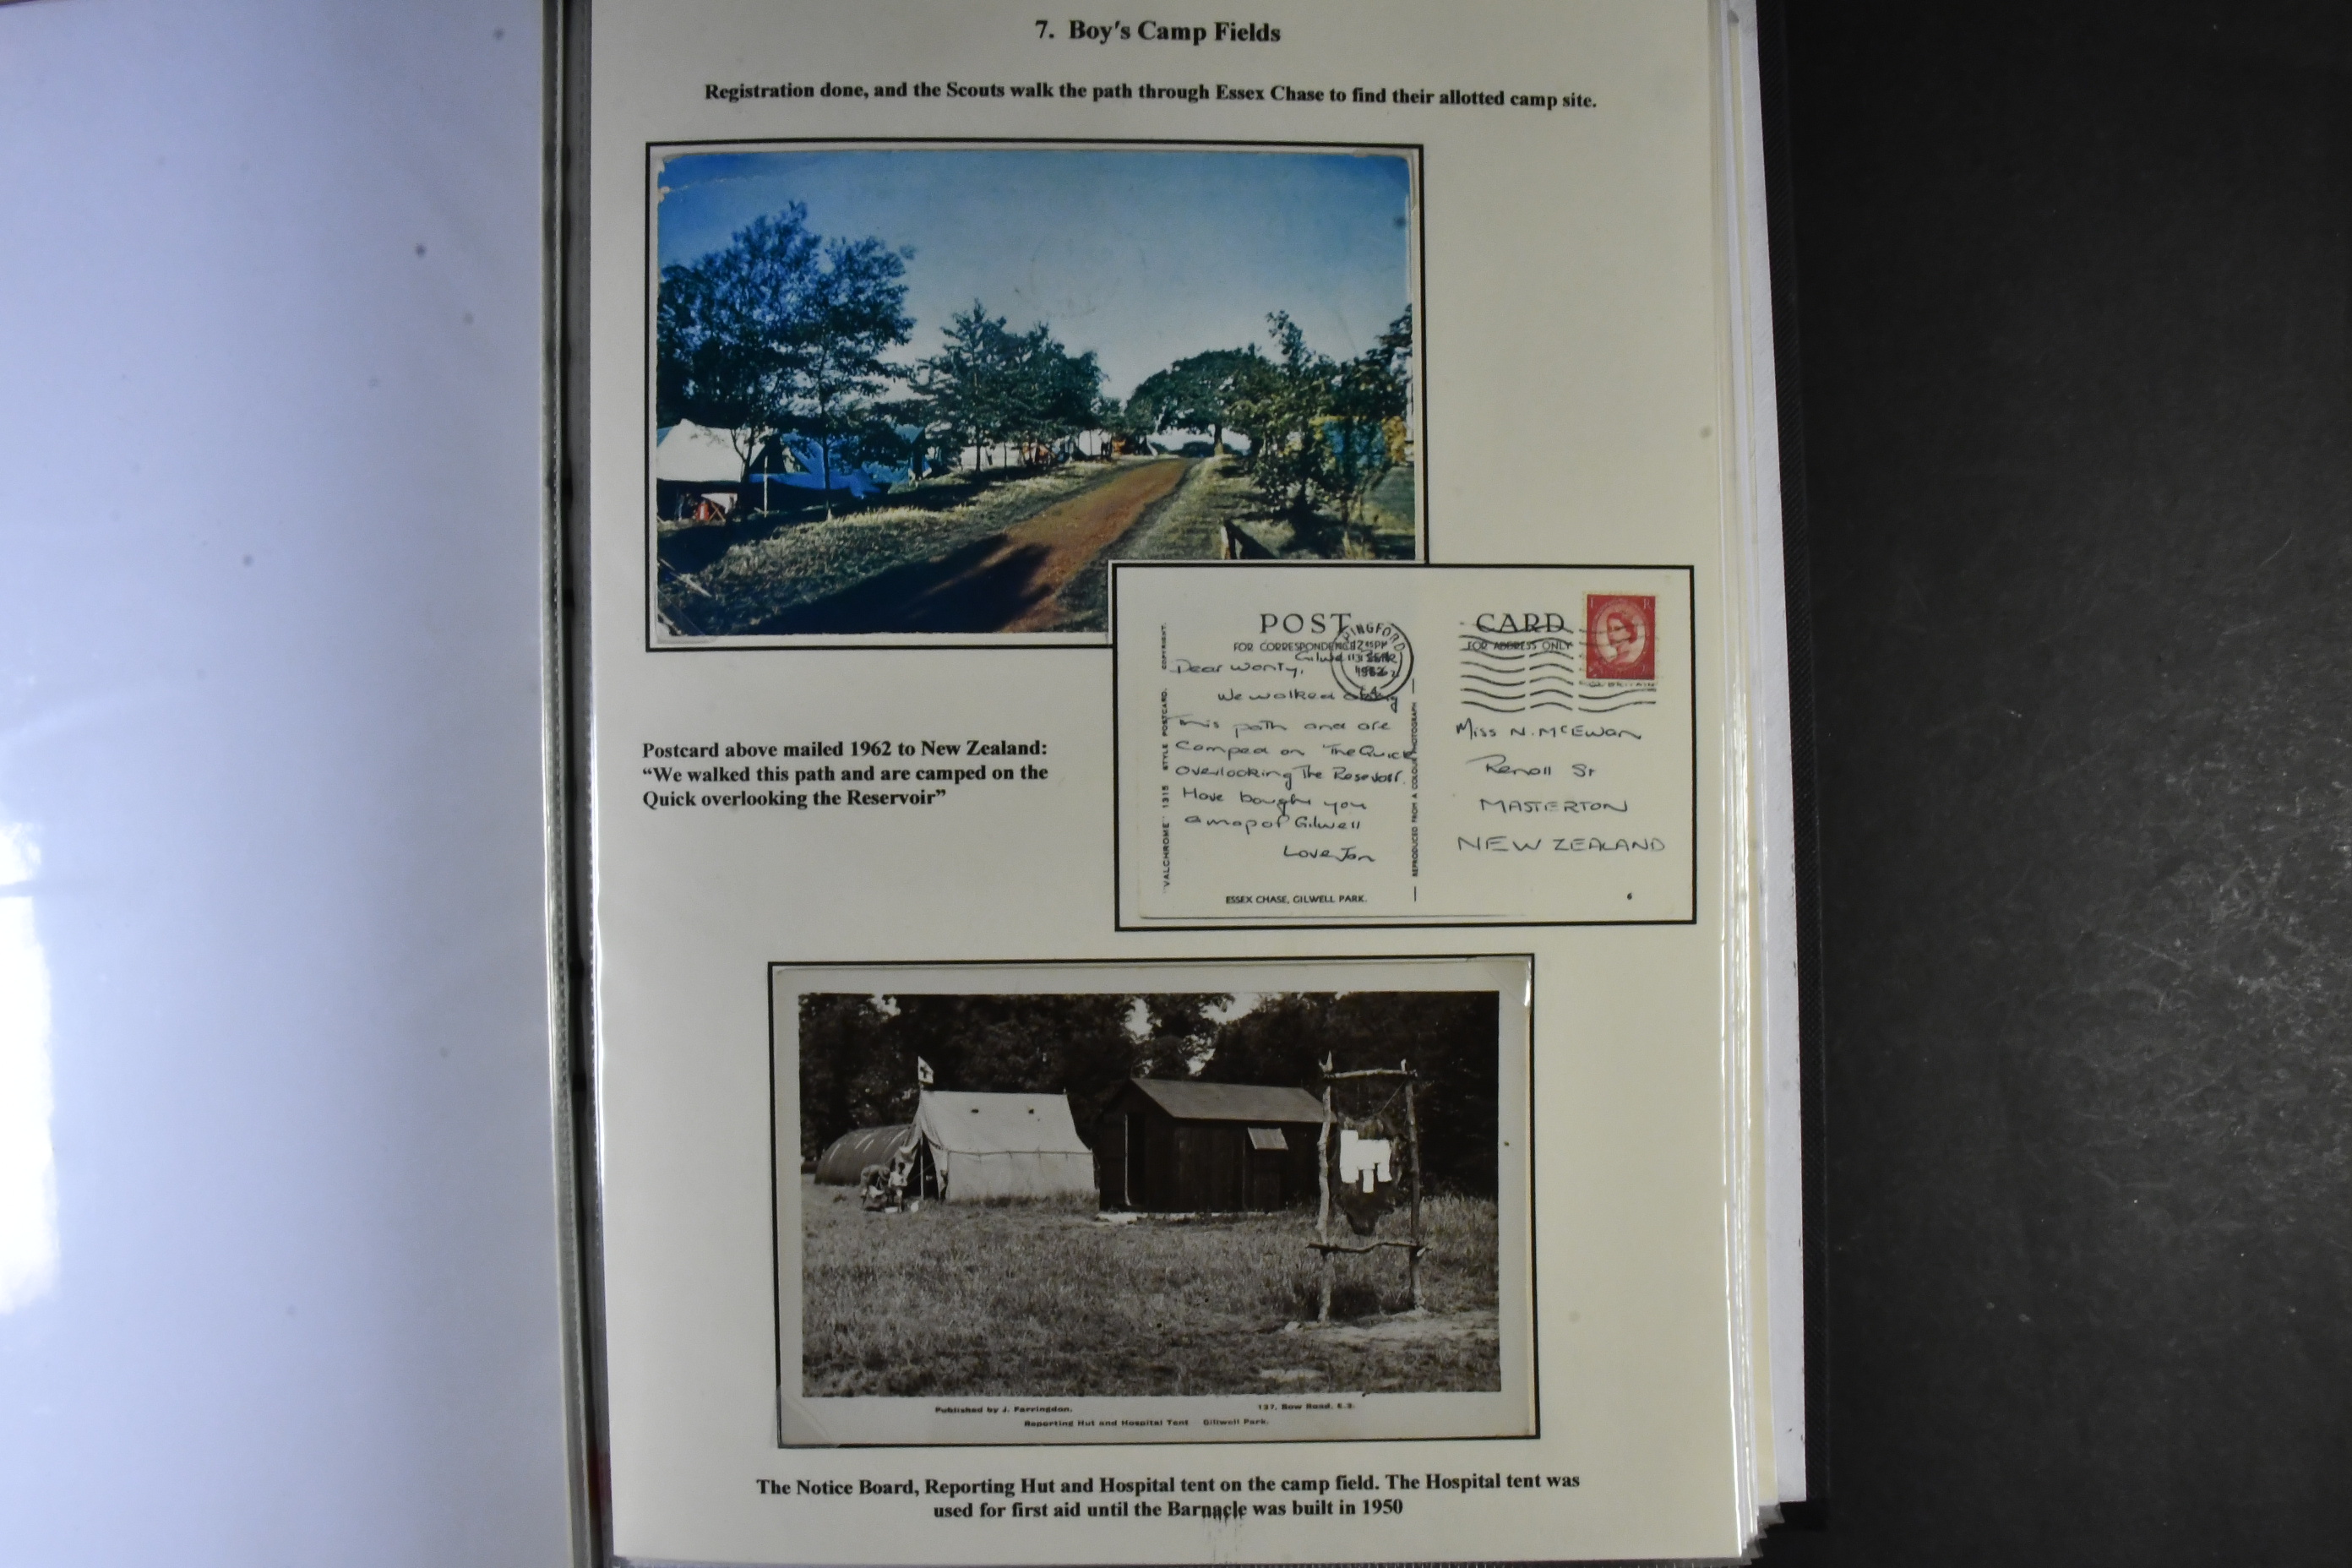 7. Boy's Camp Fields
Registration done, and the Scouts walk the path through Essex Chase to find their allotted camp site.
POST CARD
FOR CORRESPONDENCE
FOR ADDRESS ONLY
INGFORD
1962
Gilwell
Dear Wonty,
We walked along
This path and are
Camped on "The Quick
Overlooking The Resevoir.
Have bought you
a map of Gilwell
Love Jan
Miss N. McEwan
Renall St
MASTERTON
NEW ZEALAND
"VALCHROME" 1315 STYLE POSTCARD. COPYRIGHT.
REPRODUCED FROM A COLOUR PHOTOGRAPH
ESSEX CHASE, GILWELL PARK.
6
Postcard above mailed 1962 to New Zealand:
“We walked this path and are camped on the
Quick overlooking the Reservoir”
Published by J. Farringdon. 137, Bow Road, E.3.
Reporting Hut and Hospital Tent Gillwell Park.
The Notice Board, Reporting Hut and Hospital tent on the camp field. The Hospital tent was
used for first aid until the Barnacle was built in 1950